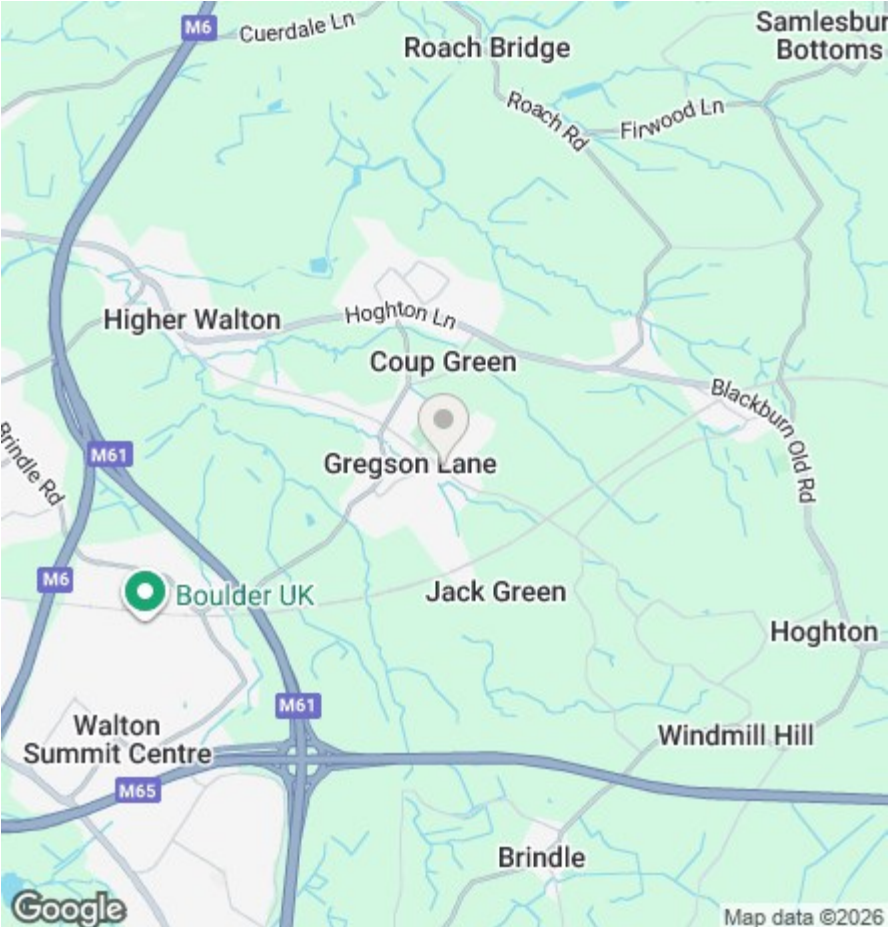 M6
Cuerdale Ln
Roach Bridge
Samlesbur
Bottoms
Roach Rd
Firwood Ln
Higher Walton
Hoghton Ln
Coup Green
Blackburn Old Rd
Brindle Rd
M61
Gregson Lane
M6
Boulder UK
Jack Green
Hoghton
M61
Walton
Summit Centre
Windmill Hill
M65
Brindle
Google
Map data ©2026